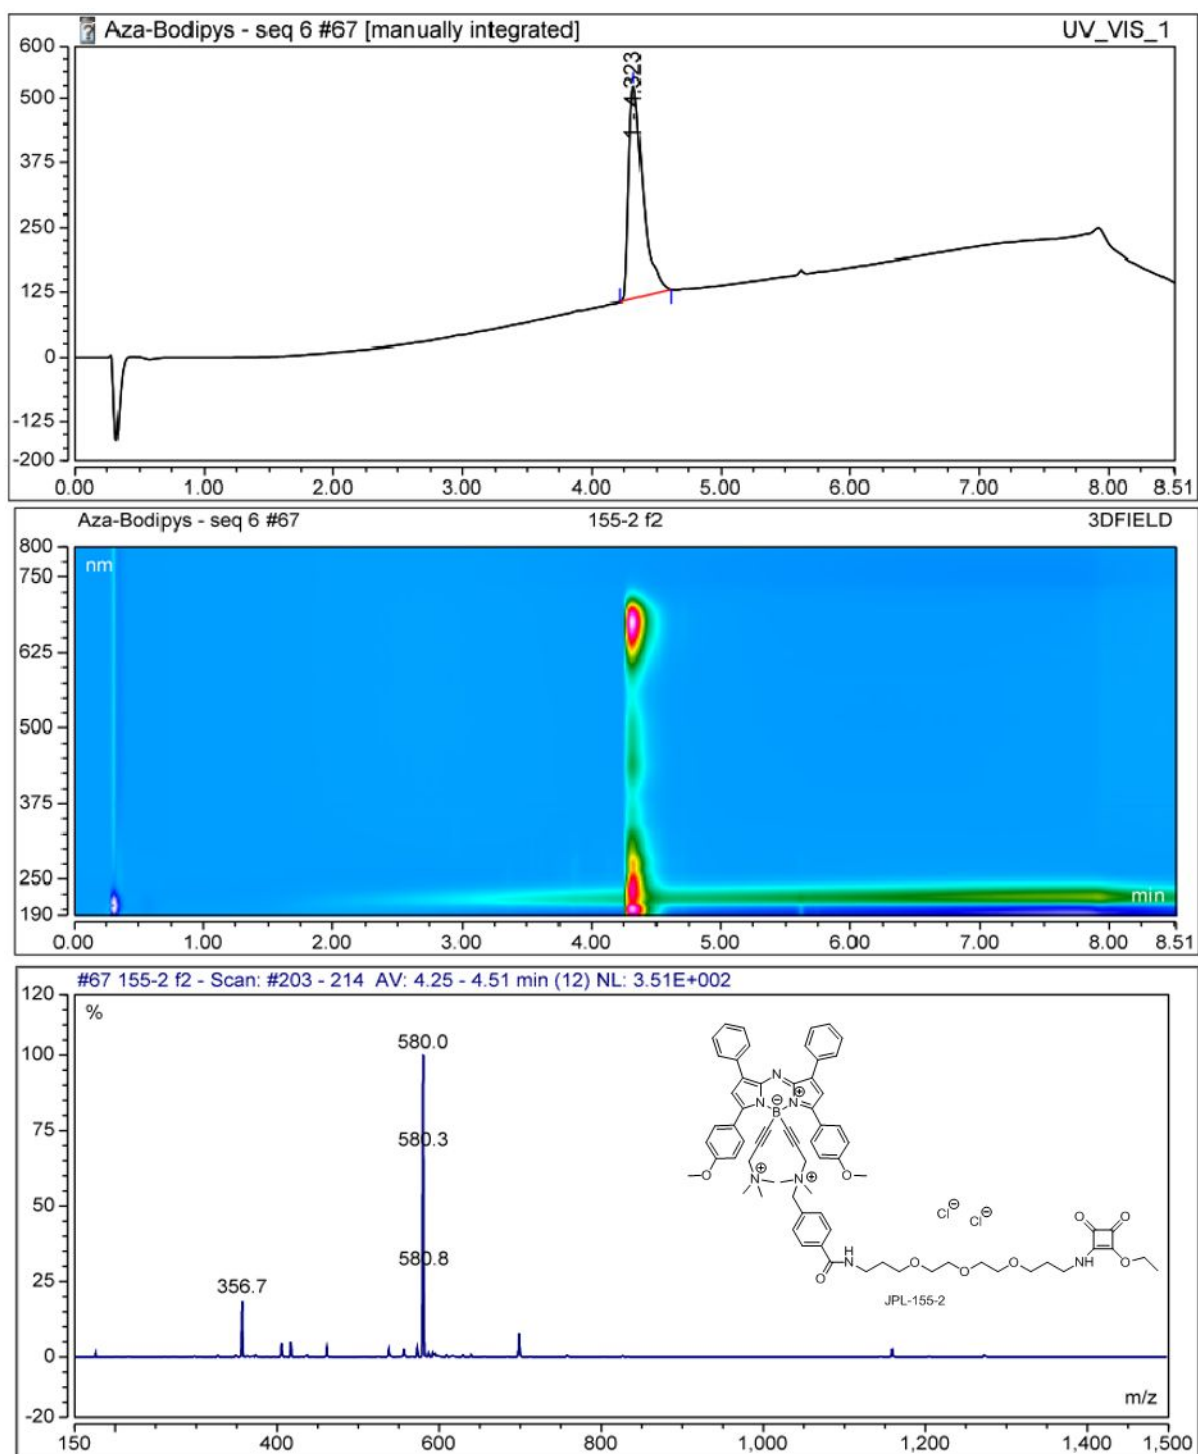 Aza-Bodipys - seq 6 #67 [manually integrated] UV_VIS_1
600
500
375
250
125
0
-125
-200
1 - 4.323
0.00 1.00 2.00 3.00 4.00 5.00 6.00 7.00 8.00 8.51
Aza-Bodipys - seq 6 #67 155-2 f2 3DFIELD
800
750
625
500
375
250
190
nm
min
0.00 1.00 2.00 3.00 4.00 5.00 6.00 7.00 8.00 8.51
#67 155-2 f2 - Scan: #203 - 214 AV: 4.25 - 4.51 min (12) NL: 3.51E+002
120
100
75
50
25
0
-20
%
580.0
580.3
580.8
356.7
N
N B N
⊖ ⊕
O O
N⊕ N⊕
Cl⊖ Cl⊖
O H N O O O NH O O O
JPL-155-2
m/z
150 400 600 800 1,000 1,200 1,400 1,500